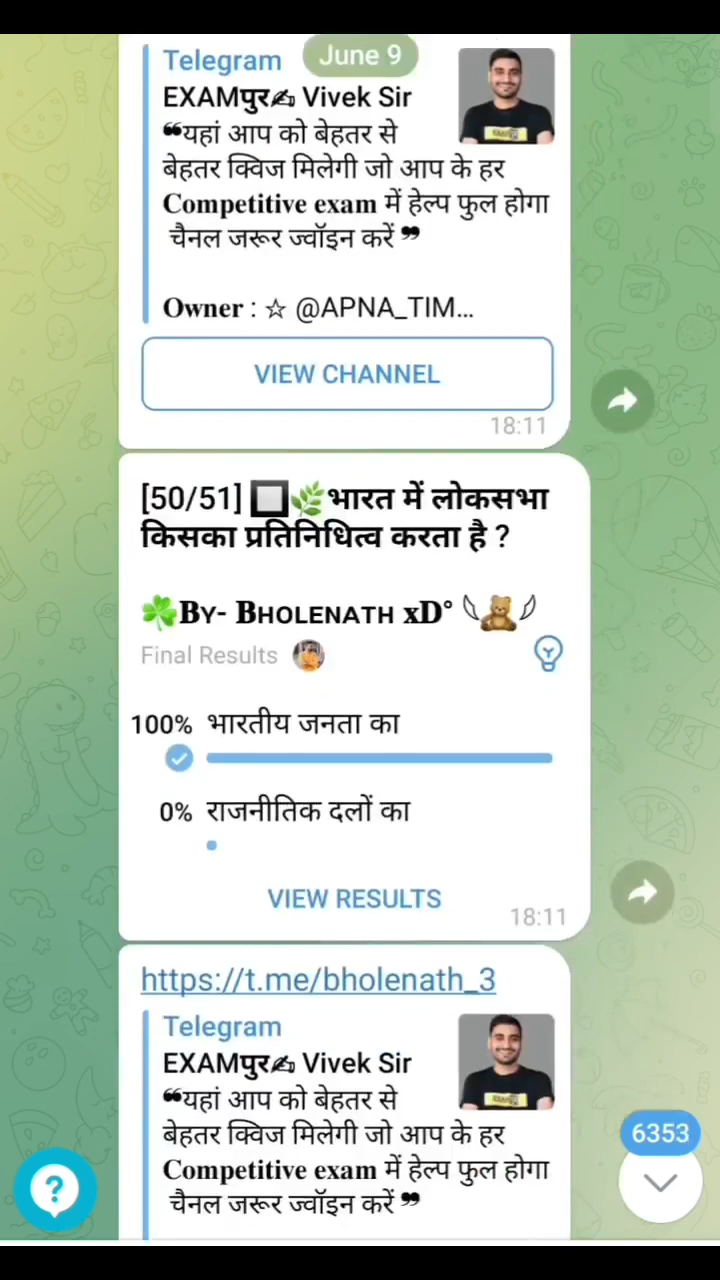 June 9
Telegram
EXAMपुर✍ Vivek Sir
❝यहां आप को बेहतर से
बेहतर क्विज मिलेगी जो आप के हर
Competitive exam में हेल्प फुल होगा
चैनल जरूर ज्वॉइन करें ❞
Owner : ☆ @APNA_TIM...
VIEW CHANNEL
18:11
[50/51] 🔲🌿भारत में लोकसभा
किसका प्रतिनिधित्व करता है ?
🍀By- Bholenath xD°
Final Results
100% भारतीय जनता का
0% राजनीतिक दलों का
VIEW RESULTS
18:11
https://t.me/bholenath_3
Telegram
EXAMपुर✍ Vivek Sir
❝यहां आप को बेहतर से
बेहतर क्विज मिलेगी जो आप के हर
Competitive exam में हेल्प फुल होगा
चैनल जरूर ज्वॉइन करें ❞
6353